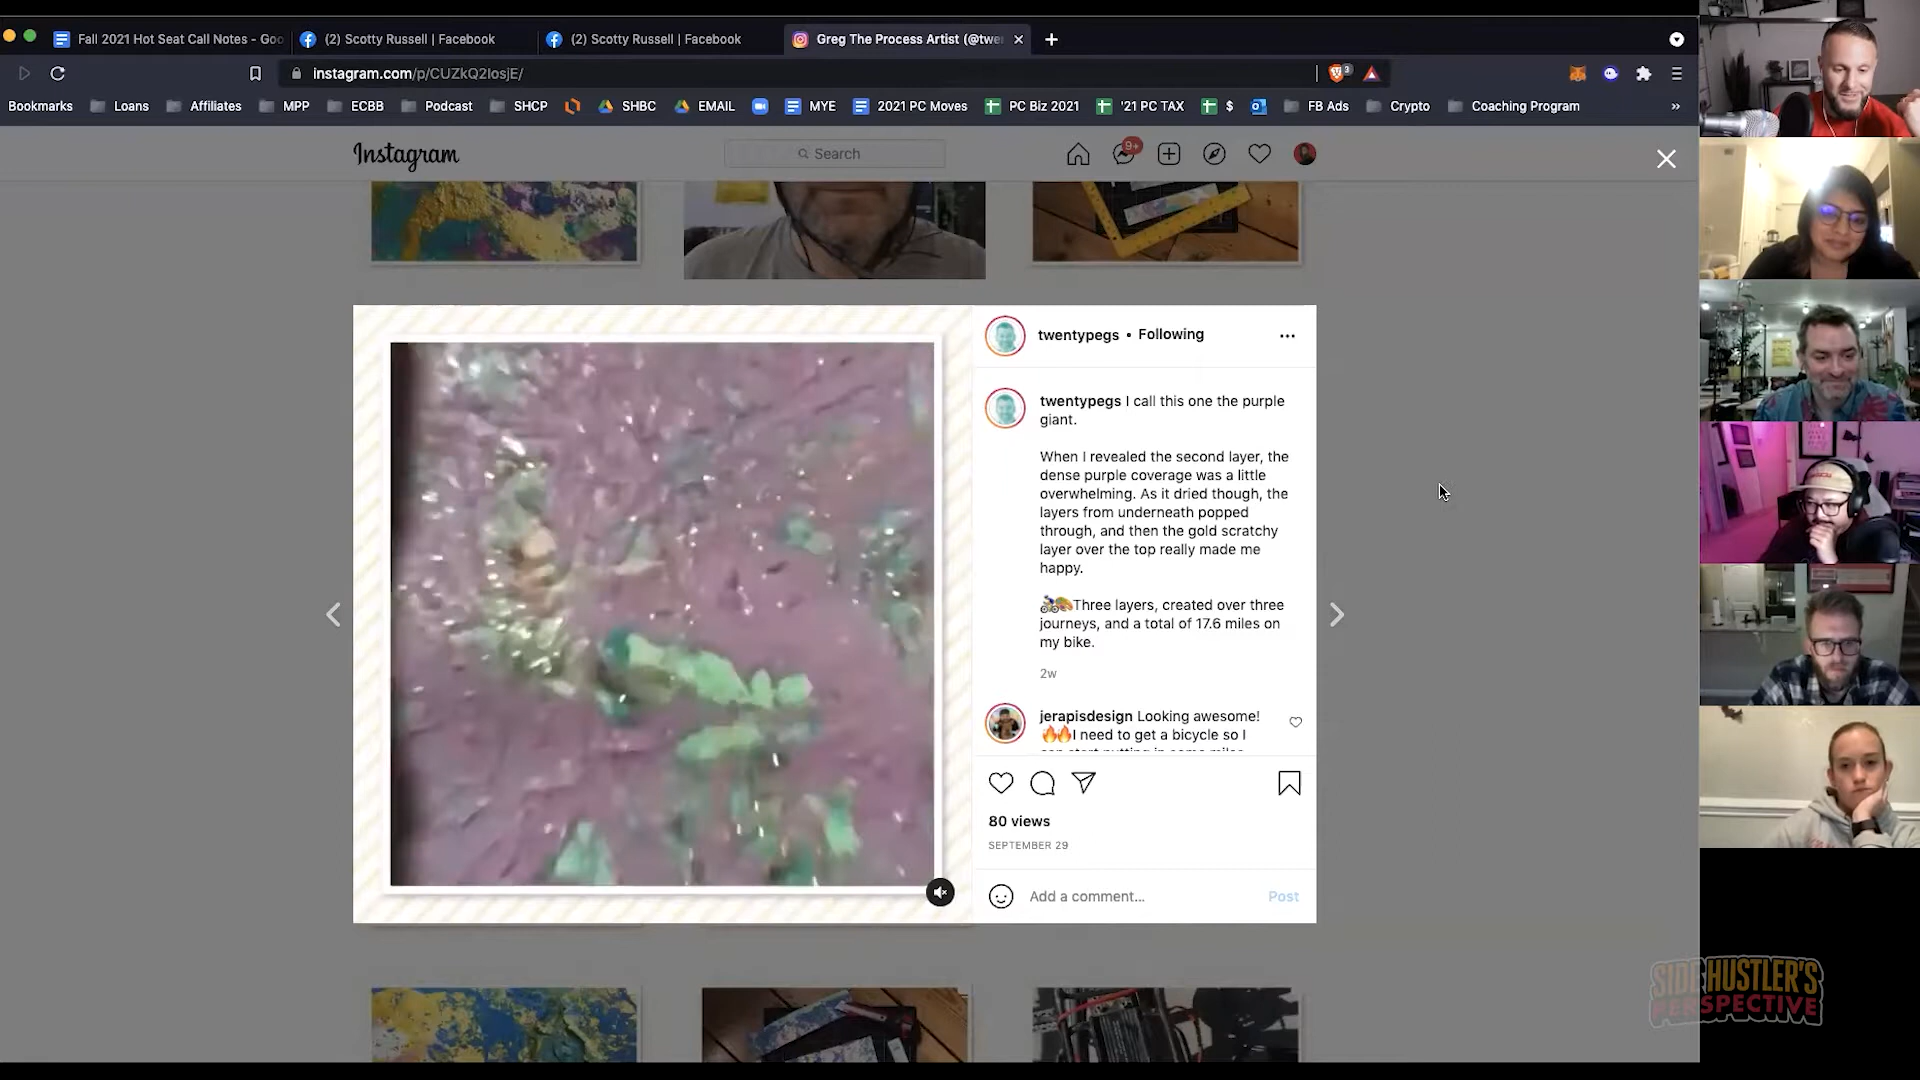 Fall 2021 Hot Seat Call Notes - Goo
(2) Scotty Russell | Facebook
(2) Scotty Russell | Facebook
Greg The Process Artist (@twe
instagram.com/p/CUZkQ2losjE/
3
Bookmarks Loans Affiliates MPP ECBB Podcast SHCP SHBC EMAIL MYE 2021 PC Moves PC Biz 2021 '21 PC TAX $ FB Ads Crypto Coaching Program »
Instagram
Search
9+
twentypegs • Following
twentypegs I call this one the purple
giant.
When I revealed the second layer, the
dense purple coverage was a little
overwhelming. As it dried though, the
layers from underneath popped
through, and then the gold scratchy
layer over the top really made me
happy.
🚴🎨Three layers, created over three
journeys, and a total of 17.6 miles on
my bike.
2w
jerapisdesign Looking awesome!
🔥🔥I need to get a bicycle so I
80 views
SEPTEMBER 29
Add a comment...
Post
SIDE HUSTLER'S
PERSPECTIVE